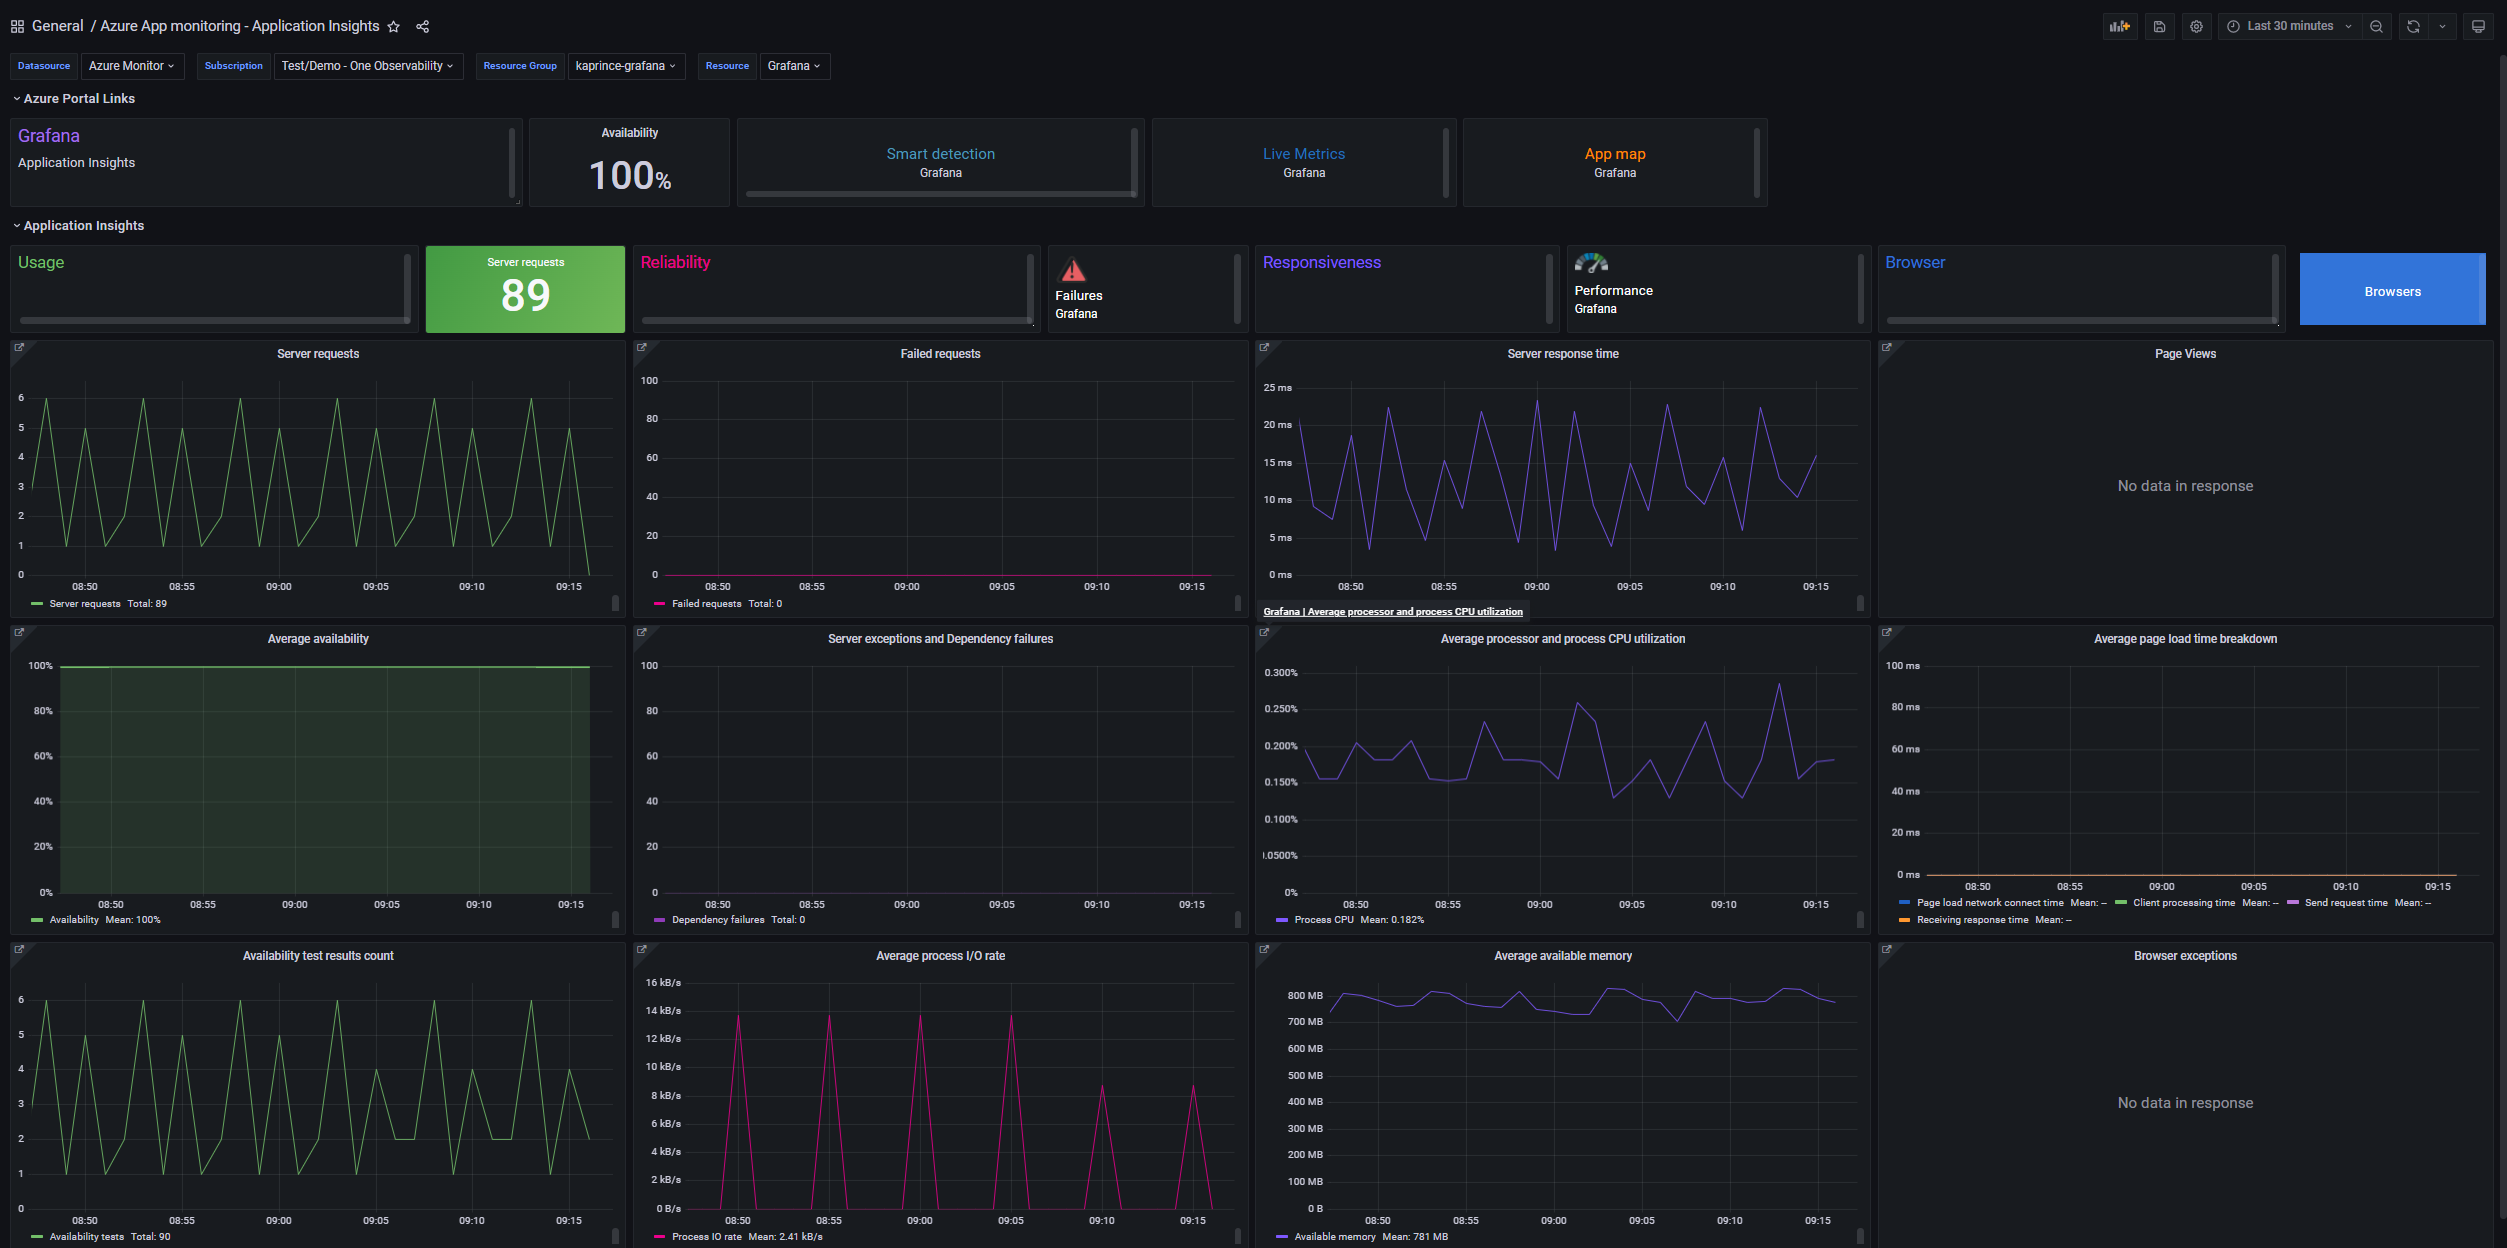 General / Azure App monitoring - Application Insights
Last 30 minutes
Datasource Azure Monitor Subscription Test/Demo - One Observability Resource Group kaprince-grafana Resource Grafana
Azure Portal Links
Grafana
Application Insights
Availability
100%
Smart detection
Grafana
Live Metrics
Grafana
App map
Grafana
Application Insights
Usage
Server requests
89
Reliability
Failures
Grafana
Responsiveness
Performance
Grafana
Browser
Browsers
Server requests
6
5
4
3
2
1
0
08:50 08:55 09:00 09:05 09:10 09:15
Server requests Total: 89
Failed requests
100
80
60
40
20
0
08:50 08:55 09:00 09:05 09:10 09:15
Failed requests Total: 0
Server response time
25 ms
20 ms
15 ms
10 ms
5 ms
0 ms
08:50 08:55 09:00 09:05 09:10 09:15
Page Views
No data in response
Grafana | Average processor and process CPU utilization
Average availability
100%
80%
60%
40%
20%
0%
08:50 08:55 09:00 09:05 09:10 09:15
Availability Mean: 100%
Server exceptions and Dependency failures
100
80
60
40
20
0
08:50 08:55 09:00 09:05 09:10 09:15
Dependency failures Total: 0
Average processor and process CPU utilization
0.300%
0.250%
0.200%
0.150%
0.100%
.0500%
0%
08:50 08:55 09:00 09:05 09:10 09:15
Process CPU Mean: 0.182%
Average page load time breakdown
100 ms
80 ms
60 ms
40 ms
20 ms
0 ms
08:50 08:55 09:00 09:05 09:10 09:15
Page load network connect time Mean: -- Client processing time Mean: -- Send request time Mean: --
Receiving response time Mean: --
Availability test results count
6
5
4
3
2
1
0
08:50 08:55 09:00 09:05 09:10 09:15
Availability tests Total: 90
Average process I/O rate
16 kB/s
14 kB/s
12 kB/s
10 kB/s
8 kB/s
6 kB/s
4 kB/s
2 kB/s
0 B/s
08:50 08:55 09:00 09:05 09:10 09:15
Process IO rate Mean: 2.41 kB/s
Average available memory
800 MB
700 MB
600 MB
500 MB
400 MB
300 MB
200 MB
100 MB
0 B
08:50 08:55 09:00 09:05 09:10 09:15
Available memory Mean: 781 MB
Browser exceptions
No data in response